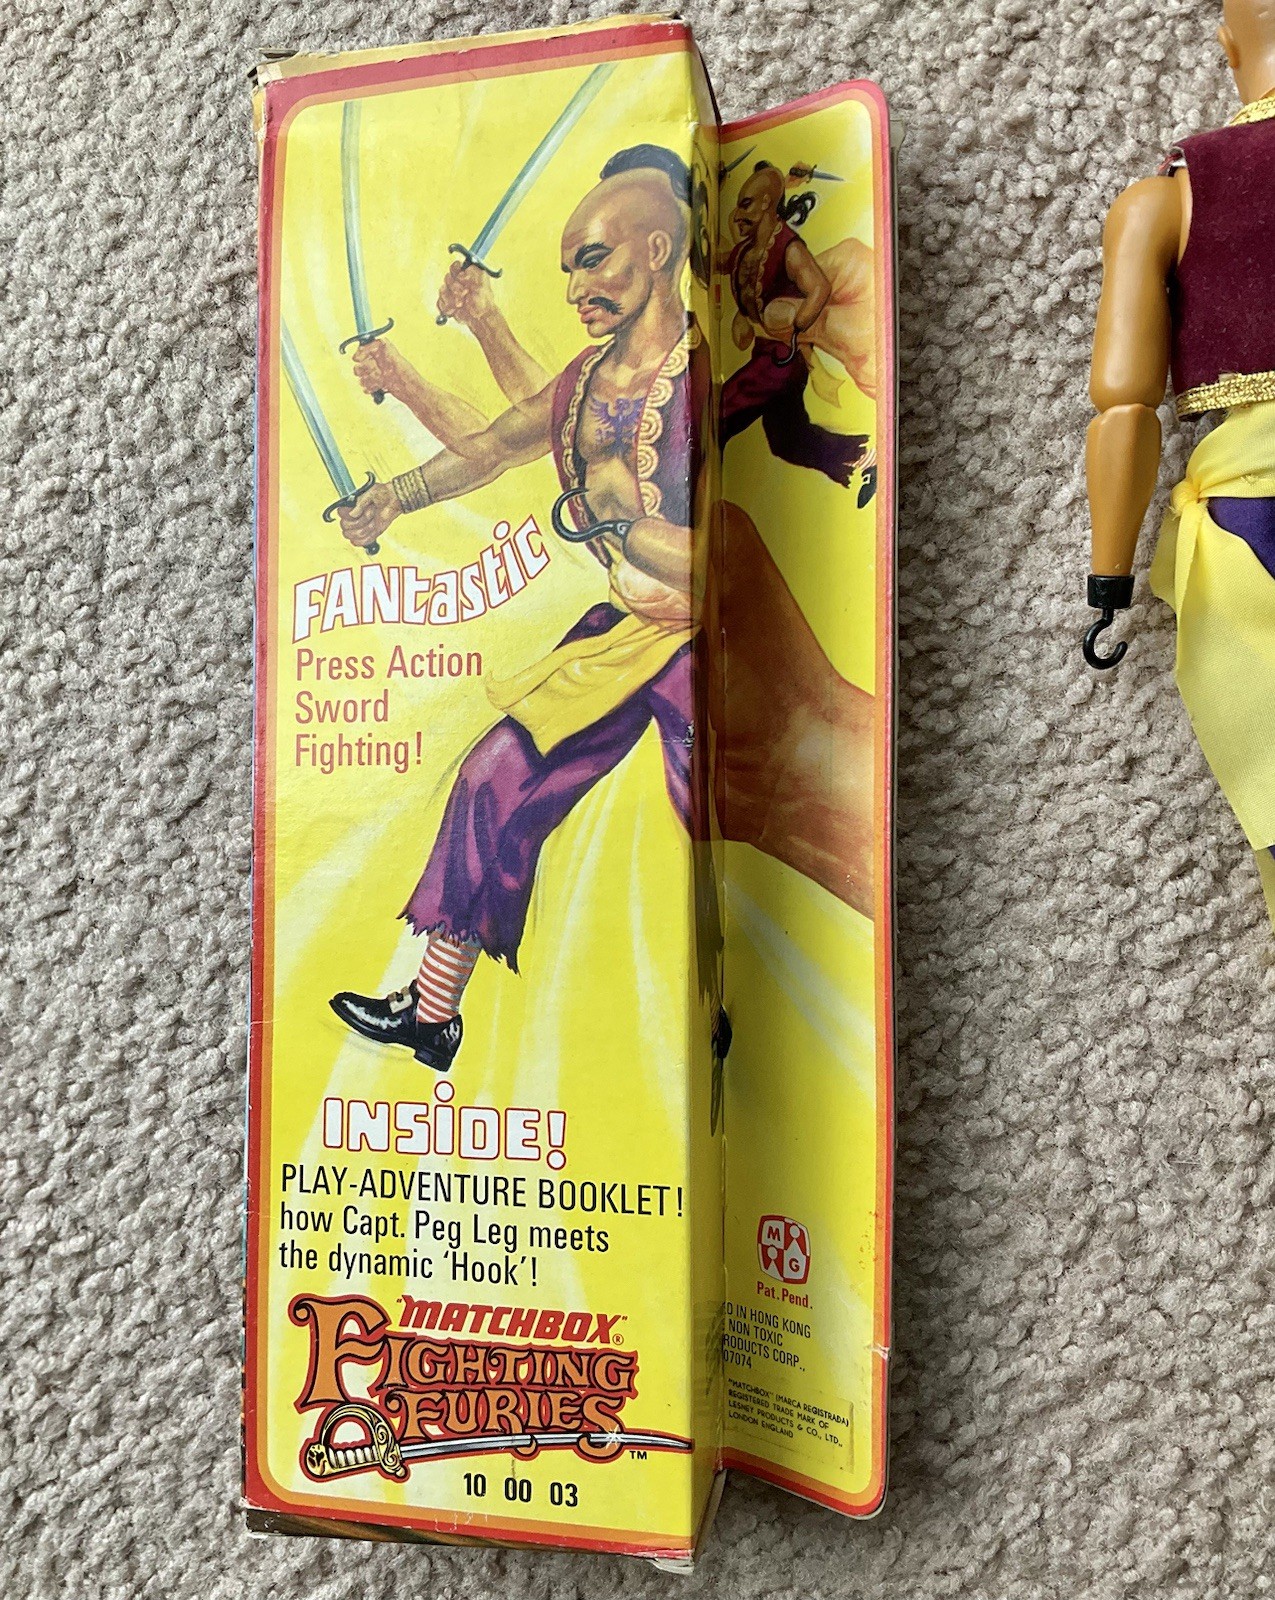 FANtastic
Press Action
Sword
Fighting!
INSiDE!
PLAY-ADVENTURE BOOKLET!
how Capt. Peg Leg meets
the dynamic ‘Hook’!
"MATCHBOX"®
FIGHTING
FURIES
TM
10 00 03
M
G
Pat. Pend.
IN HONG KONG
NON TOXIC
CORP.,
07074
"MATCHBOX" (MARCA REGISTRADA)
REGISTERED TRADE MARK OF
LESNEY PRODUCTS & CO., LTD.,
LONDON ENGLAND